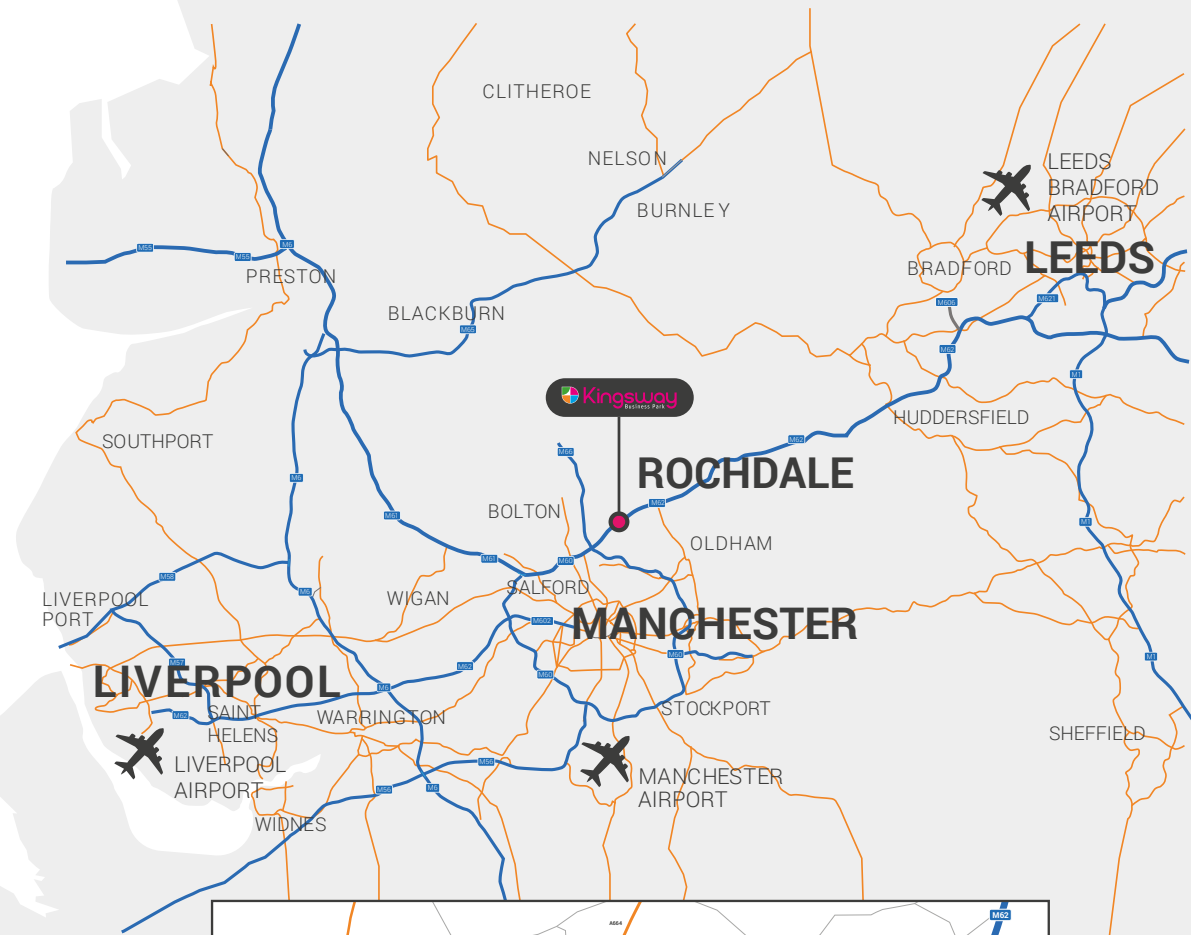 CLITHEROE
NELSON
LEEDS
BRADFORD
AIRPORT
BURNLEY
M6
M55
M55
LEEDS
BRADFORD
PRESTON
M621
M606
BLACKBURN
M65
M62
M1
Kingsway
Business Park
HUDDERSFIELD
SOUTHPORT
M62
M66
ROCHDALE
M6
M62
BOLTON
M61
M1
OLDHAM
M61
M60
M58
SALFORD
M6
WIGAN
LIVERPOOL
PORT
M602
MANCHESTER
M60
M1
M57
M62
M60
LIVERPOOL
M6
SAINT
HELENS
M62
WARRINGTON
STOCKPORT
SHEFFIELD
M56
LIVERPOOL
AIRPORT
MANCHESTER
AIRPORT
M56
M6
WIDNES
A664
M62